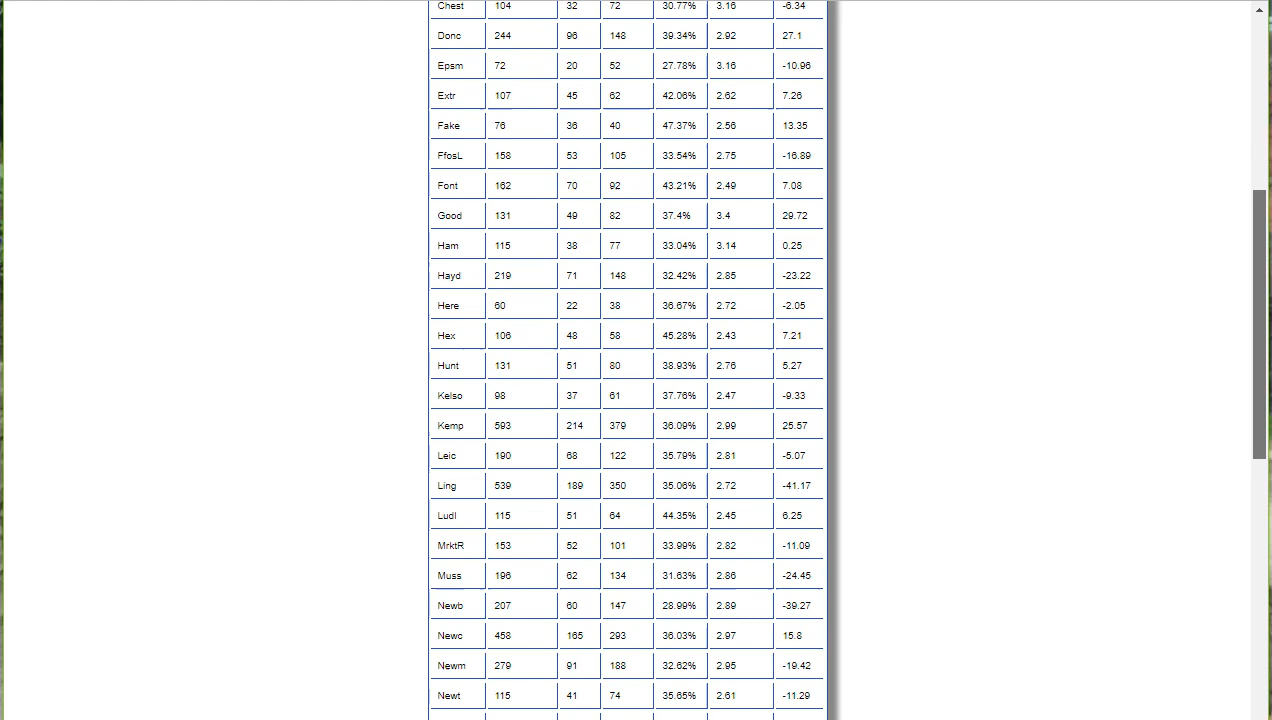 Chest 104 32 72 30.77% 3.16 -6.34
Donc 244 96 148 39.34% 2.92 27.1
Epsm 72 20 52 27.78% 3.16 -10.96
Extr 107 45 62 42.06% 2.62 7.26
Fake 76 36 40 47.37% 2.56 13.35
FfosL 158 53 105 33.54% 2.75 -16.89
Font 162 70 92 43.21% 2.49 7.08
Good 131 49 82 37.4% 3.4 29.72
Ham 115 38 77 33.04% 3.14 0.25
Hayd 219 71 148 32.42% 2.85 -23.22
Here 60 22 38 36.67% 2.72 -2.05
Hex 106 48 58 45.28% 2.43 7.21
Hunt 131 51 80 38.93% 2.76 5.27
Kelso 98 37 61 37.76% 2.47 -9.33
Kemp 593 214 379 36.09% 2.99 25.57
Leic 190 68 122 35.79% 2.81 -5.07
Ling 539 189 350 35.06% 2.72 -41.17
Ludl 115 51 64 44.35% 2.45 6.25
MrktR 153 52 101 33.99% 2.82 -11.09
Muss 196 62 134 31.63% 2.86 -24.45
Newb 207 60 147 28.99% 2.89 -39.27
Newc 458 165 293 36.03% 2.97 15.8
Newm 279 91 188 32.62% 2.95 -19.42
Newt 115 41 74 35.65% 2.61 -11.29